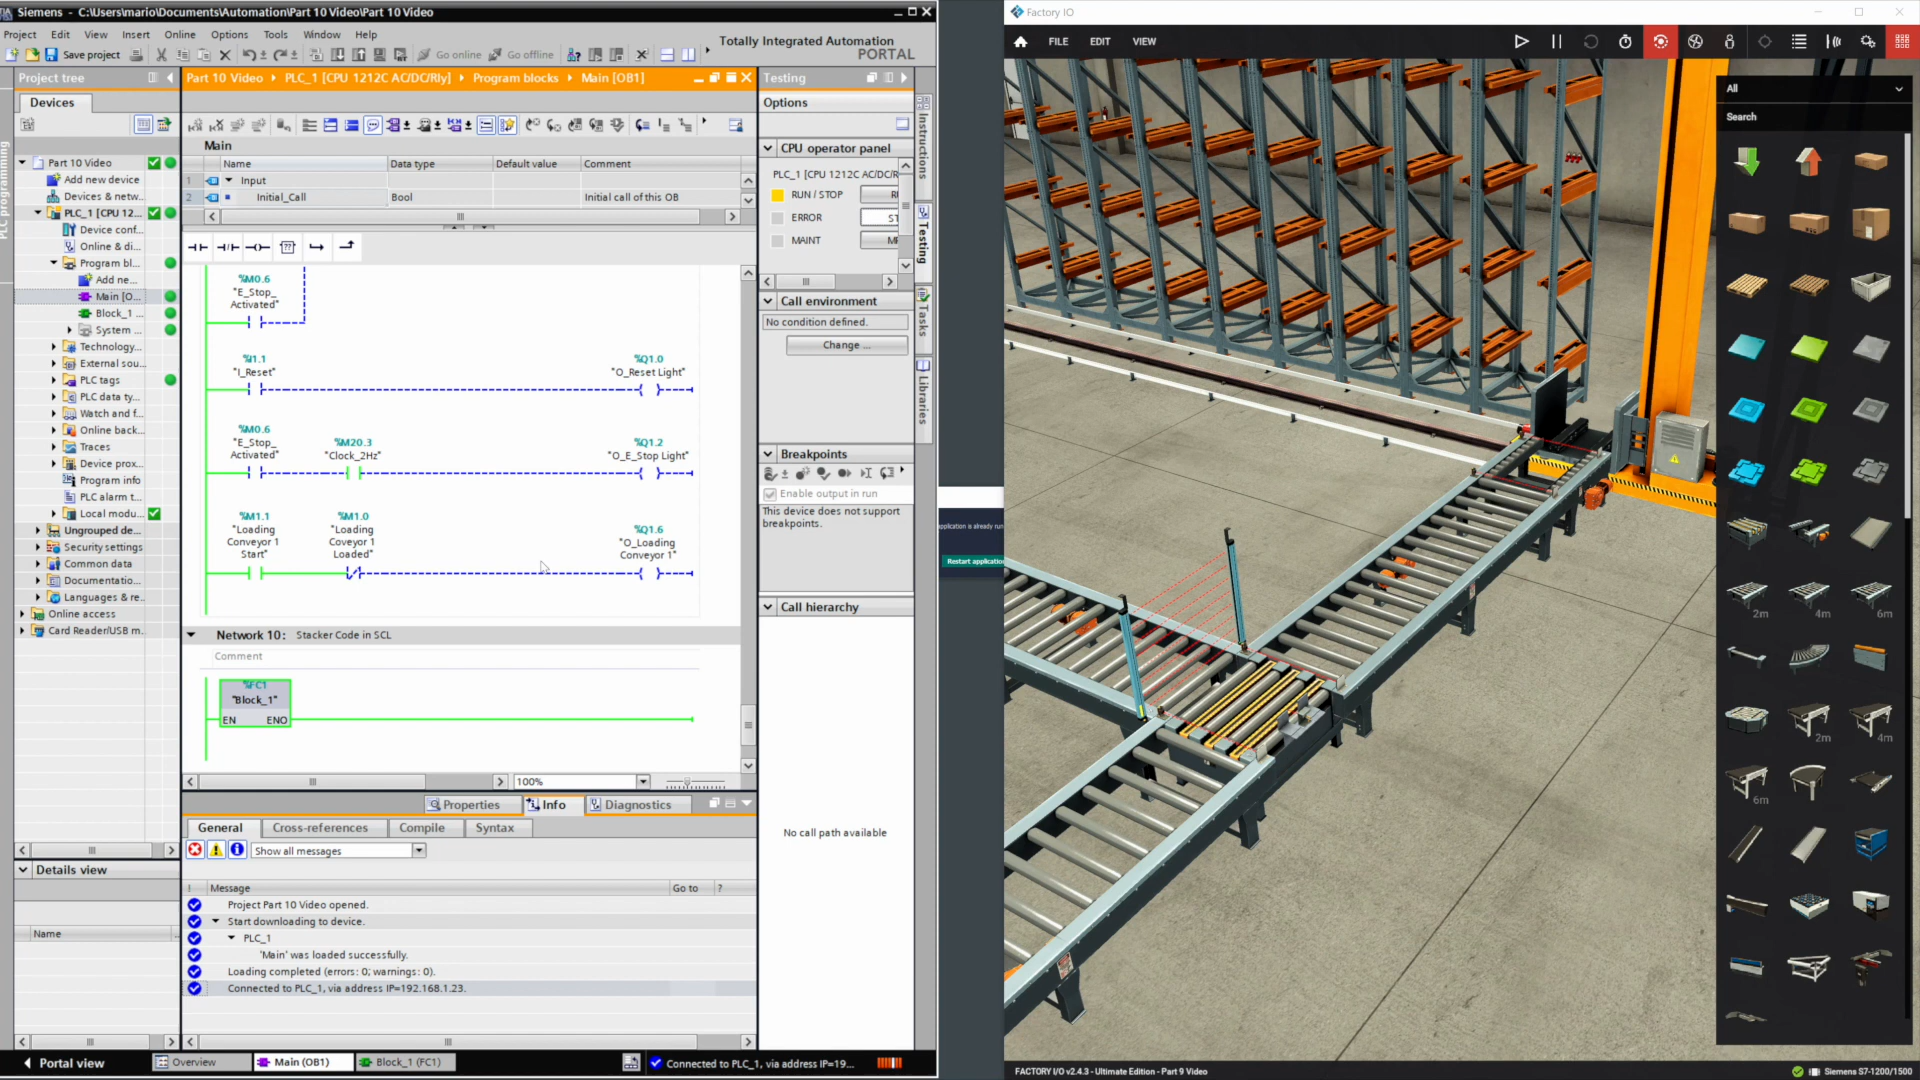 Siemens - C:\Users\mario\Documents\Automation\Part 10 Video\Part 10 Video
Project Edit View Insert Online Options Tools Window Help
Save project
Go online
Go offline
Totally Integrated Automation
PORTAL
Project tree
Devices
Part 10 Video
Add new device
Devices & netw...
PLC_1 [CPU 12...
Device conf...
Online & di...
Program bl...
Add ne...
Main [O...
Block_1 ...
System ...
Technology...
External sou...
PLC tags
PLC data ty...
Watch and f...
Online back...
Traces
Device prox...
Program info
PLC alarm t...
Local modu...
Ungrouped de...
Security settings
Common data
Documentatio...
Languages & re...
Online access
Card Reader/USB m...
Details view
Name
Part 10 Video PLC_1 [CPU 1212C AC/DC/Rly] Program blocks Main [OB1]
Main
Name Data type Default value Comment
1 Input
2 Initial_Call Bool Initial call of this OB
%M0.6
"E_Stop_
Activated"
%I1.1
"I_Reset"
%Q1.0
"O_Reset Light"
%M0.6
"E_Stop_
Activated"
%M20.3
"Clock_2Hz"
%Q1.2
"O_E_Stop Light"
%M1.1
"Loading
Conveyor 1
Start"
%M1.0
"Loading
Coveyor 1
Loaded"
%Q1.6
"O_Loading
Conveyor 1"
Network 10: Stacker Code in SCL
Comment
%FC1
"Block_1"
EN ENO
100%
Properties
Info
Diagnostics
General
Cross-references
Compile
Syntax
Show all messages
! Message Go to ?
Project Part 10 Video opened.
Start downloading to device.
PLC_1
'Main' was loaded successfully.
Loading completed (errors: 0; warnings: 0).
Connected to PLC_1, via address IP=192.168.1.23.
Testing
Options
CPU operator panel
PLC_1 [CPU 1212C AC/DC/R
RUN / STOP
ERROR
MAINT
Call environment
No condition defined.
Change ...
Breakpoints
Enable output in run
This device does not support
breakpoints.
Call hierarchy
No call path available
Instructions
Testing
Tasks
Libraries
PLC programming
Portal view
Overview
Main (OB1)
Block_1 (FC1)
Connected to PLC_1, via address IP=19...
application is already run
Restart application
Factory IO
FILE EDIT VIEW
All
Search
2m 4m 6m
2m 4m
6m
FACTORY I/O v2.4.3 - Ultimate Edition - Part 9 Video
Siemens S7-1200/1500